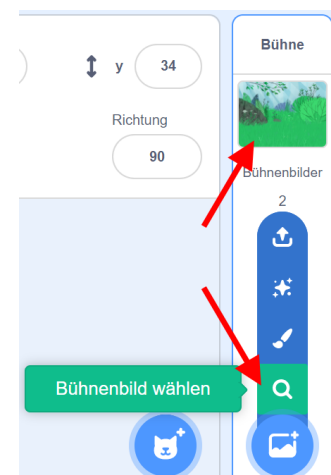 Bühne
y 34
Richtung
90
Bühnenbilder
2
Bühnenbild wählen